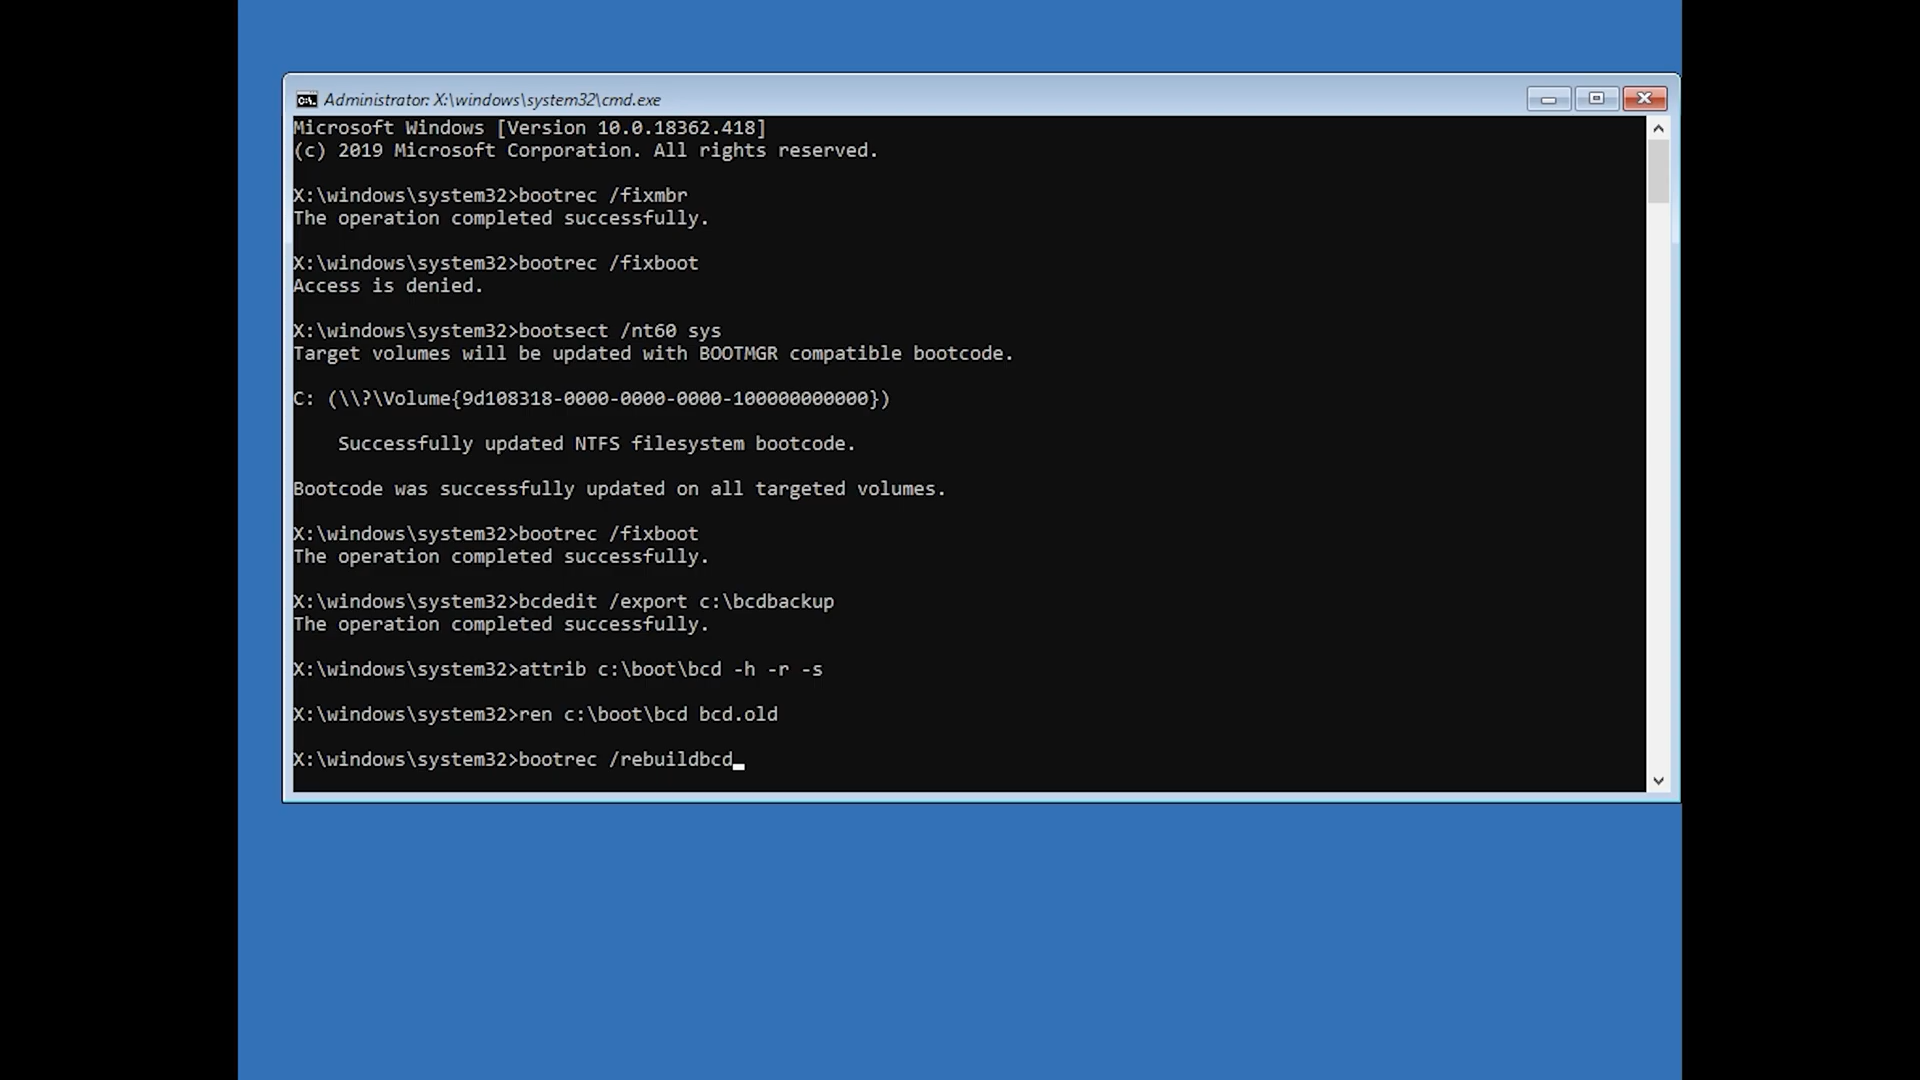 Administrator: X:\windows\system32\cmd.exe
Microsoft Windows [Version 10.0.18362.418]
(c) 2019 Microsoft Corporation. All rights reserved.
X:\windows\system32>bootrec /fixmbr
The operation completed successfully.
X:\windows\system32>bootrec /fixboot
Access is denied.
X:\windows\system32>bootsect /nt60 sys
Target volumes will be updated with BOOTMGR compatible bootcode.
C: (\\?\Volume{9d108318-0000-0000-0000-100000000000})
Successfully updated NTFS filesystem bootcode.
Bootcode was successfully updated on all targeted volumes.
X:\windows\system32>bootrec /fixboot
The operation completed successfully.
X:\windows\system32>bcdedit /export c:\bcdbackup
The operation completed successfully.
X:\windows\system32>attrib c:\boot\bcd -h -r -s
X:\windows\system32>ren c:\boot\bcd bcd.old
X:\windows\system32>bootrec /rebuildbcd